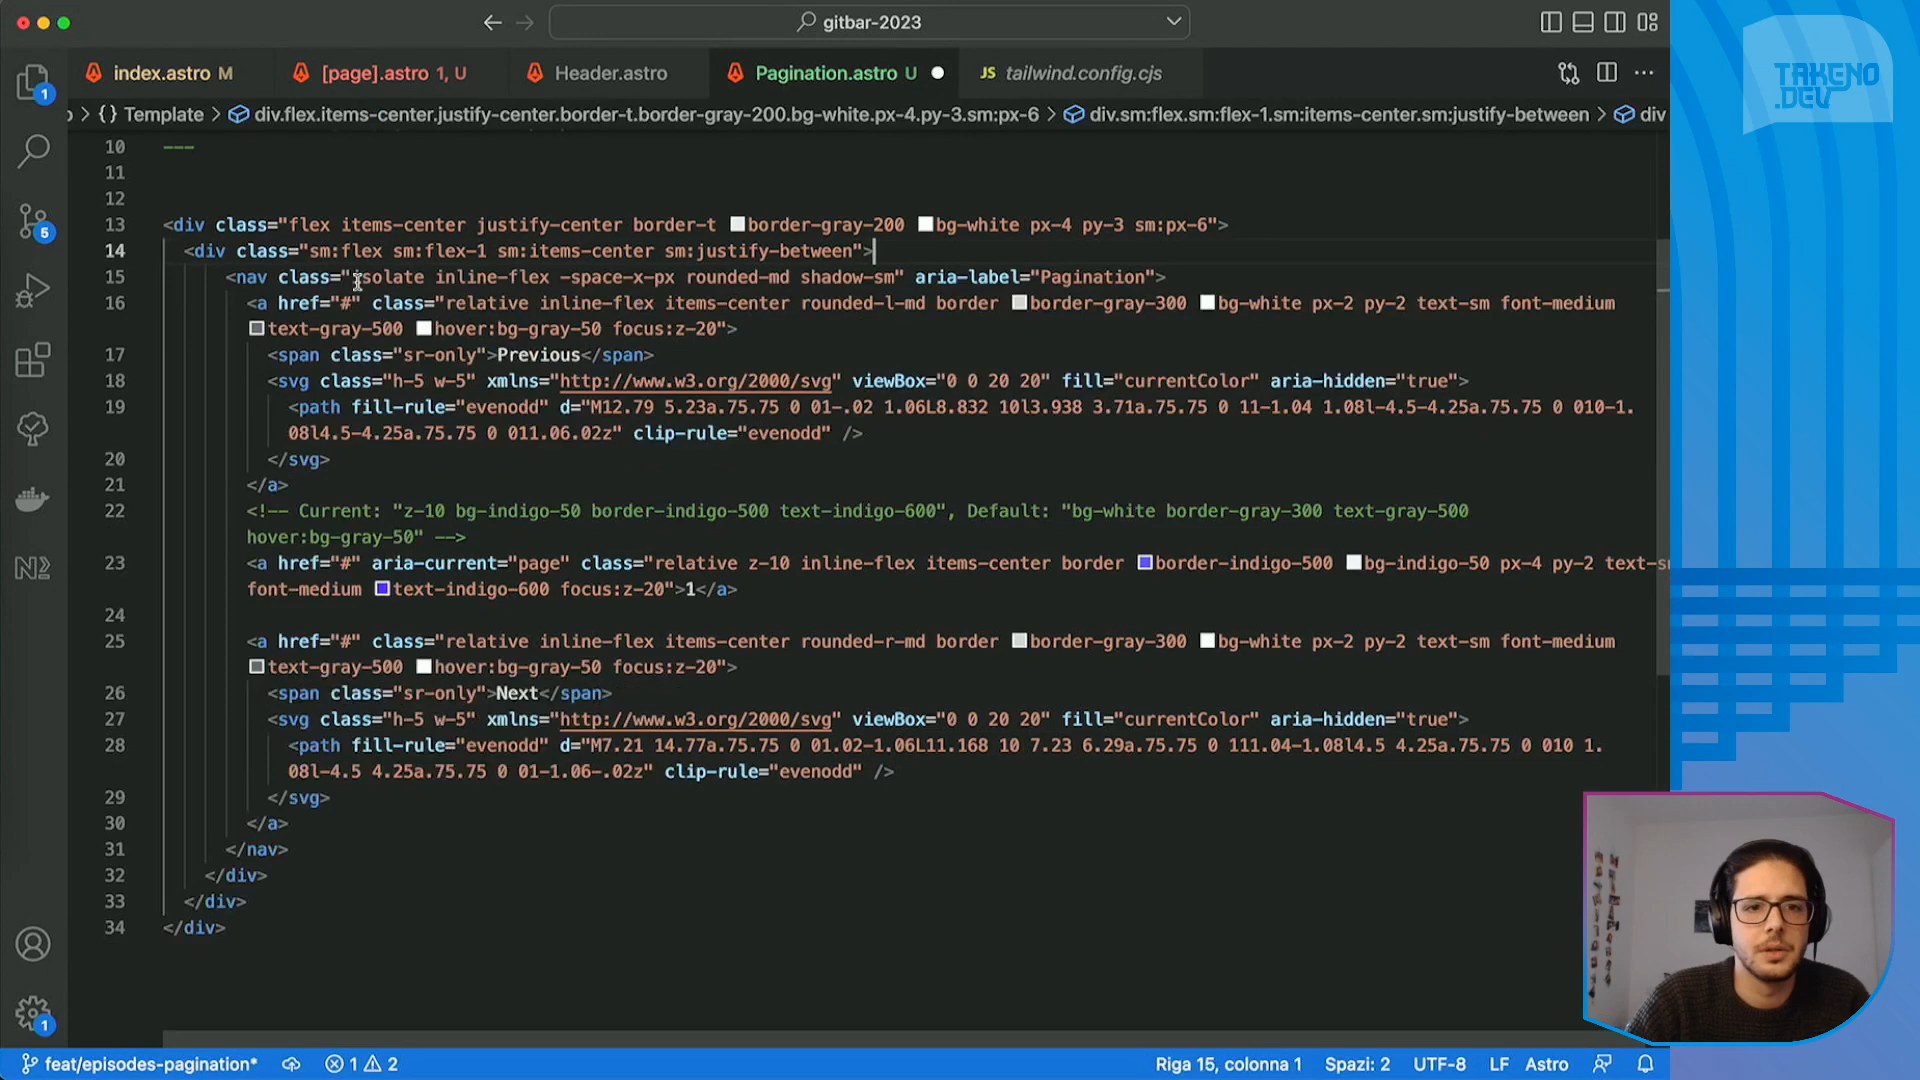 gitbar-2023
index.astro M
[page].astro 1, U
Header.astro
Pagination.astro U
JS tailwind.config.cjs
TAKENO
.DEV
{} Template > div.flex.items-center.justify-center.border-t.border-gray-200.bg-white.px-4.py-3.sm:px-6 > div.sm:flex.sm:flex-1.sm:items-center.sm:justify-between > div
10 ---
11
12
13 <div class="flex items-center justify-center border-t border-gray-200 bg-white px-4 py-3 sm:px-6">
14 <div class="sm:flex sm:flex-1 sm:items-center sm:justify-between">
15 <nav class="isolate inline-flex -space-x-px rounded-md shadow-sm" aria-label="Pagination">
16 <a href="#" class="relative inline-flex items-center rounded-l-md border border-gray-300 bg-white px-2 py-2 text-sm font-medium
text-gray-500 hover:bg-gray-50 focus:z-20">
17 <span class="sr-only">Previous</span>
18 <svg class="h-5 w-5" xmlns="http://www.w3.org/2000/svg" viewBox="0 0 20 20" fill="currentColor" aria-hidden="true">
19 <path fill-rule="evenodd" d="M12.79 5.23a.75.75 0 01-.02 1.06L8.832 10l3.938 3.71a.75.75 0 11-1.04 1.08l-4.5-4.25a.75.75 0 010-1.
08l4.5-4.25a.75.75 0 011.06.02z" clip-rule="evenodd" />
20 </svg>
21 </a>
22 <!-- Current: "z-10 bg-indigo-50 border-indigo-500 text-indigo-600", Default: "bg-white border-gray-300 text-gray-500
hover:bg-gray-50" -->
23 <a href="#" aria-current="page" class="relative z-10 inline-flex items-center border border-indigo-500 bg-indigo-50 px-4 py-2 text-sm
font-medium text-indigo-600 focus:z-20">1</a>
24
25 <a href="#" class="relative inline-flex items-center rounded-r-md border border-gray-300 bg-white px-2 py-2 text-sm font-medium
text-gray-500 hover:bg-gray-50 focus:z-20">
26 <span class="sr-only">Next</span>
27 <svg class="h-5 w-5" xmlns="http://www.w3.org/2000/svg" viewBox="0 0 20 20" fill="currentColor" aria-hidden="true">
28 <path fill-rule="evenodd" d="M7.21 14.77a.75.75 0 01.02-1.06L11.168 10 7.23 6.29a.75.75 0 111.04-1.08l4.5 4.25a.75.75 0 010 1.
08l-4.5 4.25a.75.75 0 01-1.06-.02z" clip-rule="evenodd" />
29 </svg>
30 </a>
31 </nav>
32 </div>
33 </div>
34 </div>
1
5
1
feat/episodes-pagination* 1 2
Riga 15, colonna 1 Spazi: 2 UTF-8 LF Astro